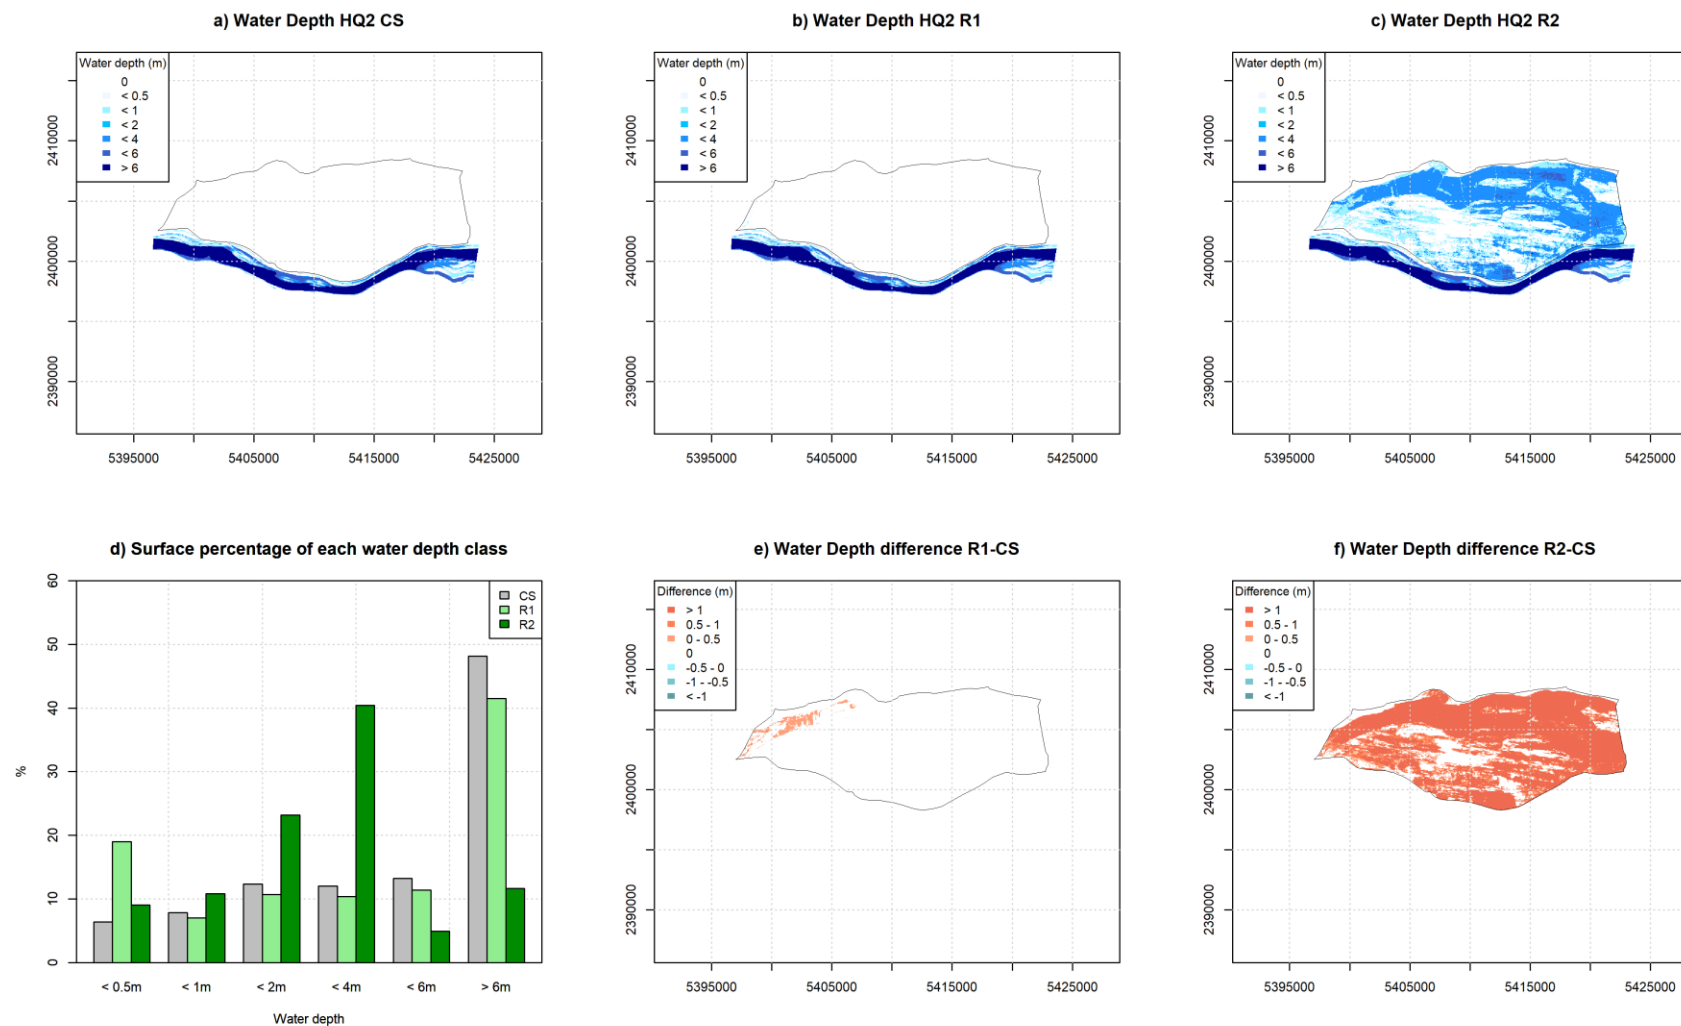 a) Water Depth HQ2 CS
Water depth (m)
0
< 0.5
< 1
< 2
< 4
< 6
> 6
2410000
2400000
2390000
5395000 5405000 5415000 5425000
b) Water Depth HQ2 R1
Water depth (m)
0
< 0.5
< 1
< 2
< 4
< 6
> 6
2410000
2400000
2390000
5395000 5405000 5415000 5425000
c) Water Depth HQ2 R2
Water depth (m)
0
< 0.5
< 1
< 2
< 4
< 6
> 6
2410000
2400000
2390000
5395000 5405000 5415000 5425000
d) Surface percentage of each water depth class
CS
R1
R2
60
50
40
30
20
10
0
%
< 0.5m < 1m < 2m < 4m < 6m > 6m
Water depth
e) Water Depth difference R1-CS
Difference (m)
> 1
0.5 - 1
0 - 0.5
0
-0.5 - 0
-1 - -0.5
< -1
2410000
2400000
2390000
5395000 5405000 5415000 5425000
f) Water Depth difference R2-CS
Difference (m)
> 1
0.5 - 1
0 - 0.5
0
-0.5 - 0
-1 - -0.5
< -1
2410000
2400000
2390000
5395000 5405000 5415000 5425000